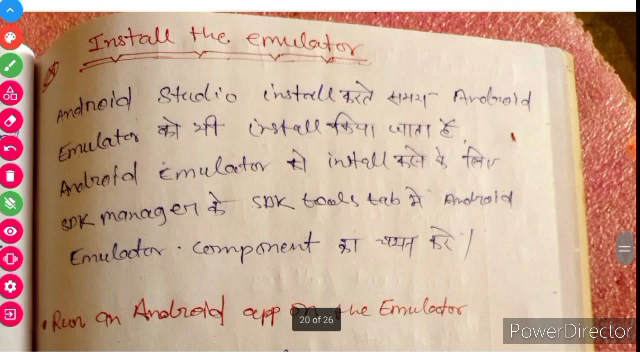 Install the emulator
Android Studio install करते समय Android
Emulator को भी install किया जाता है,
Android Emulator को install करने के लिए
SDK manager के SDK tools tab में Android
Emulator component का चयन करें /
• Run an Android app on the Emulator
20 of 26
PowerDirector